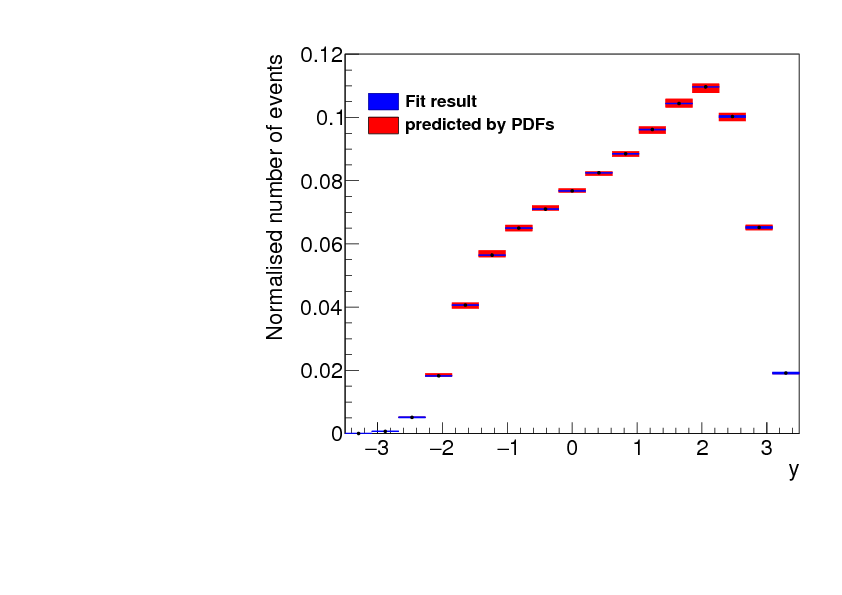 Normalised number of events
0.12
0.1
0.08
0.06
0.04
0.02
0
Fit result
predicted by PDFs
−3 −2 −1 0 1 2 3
y